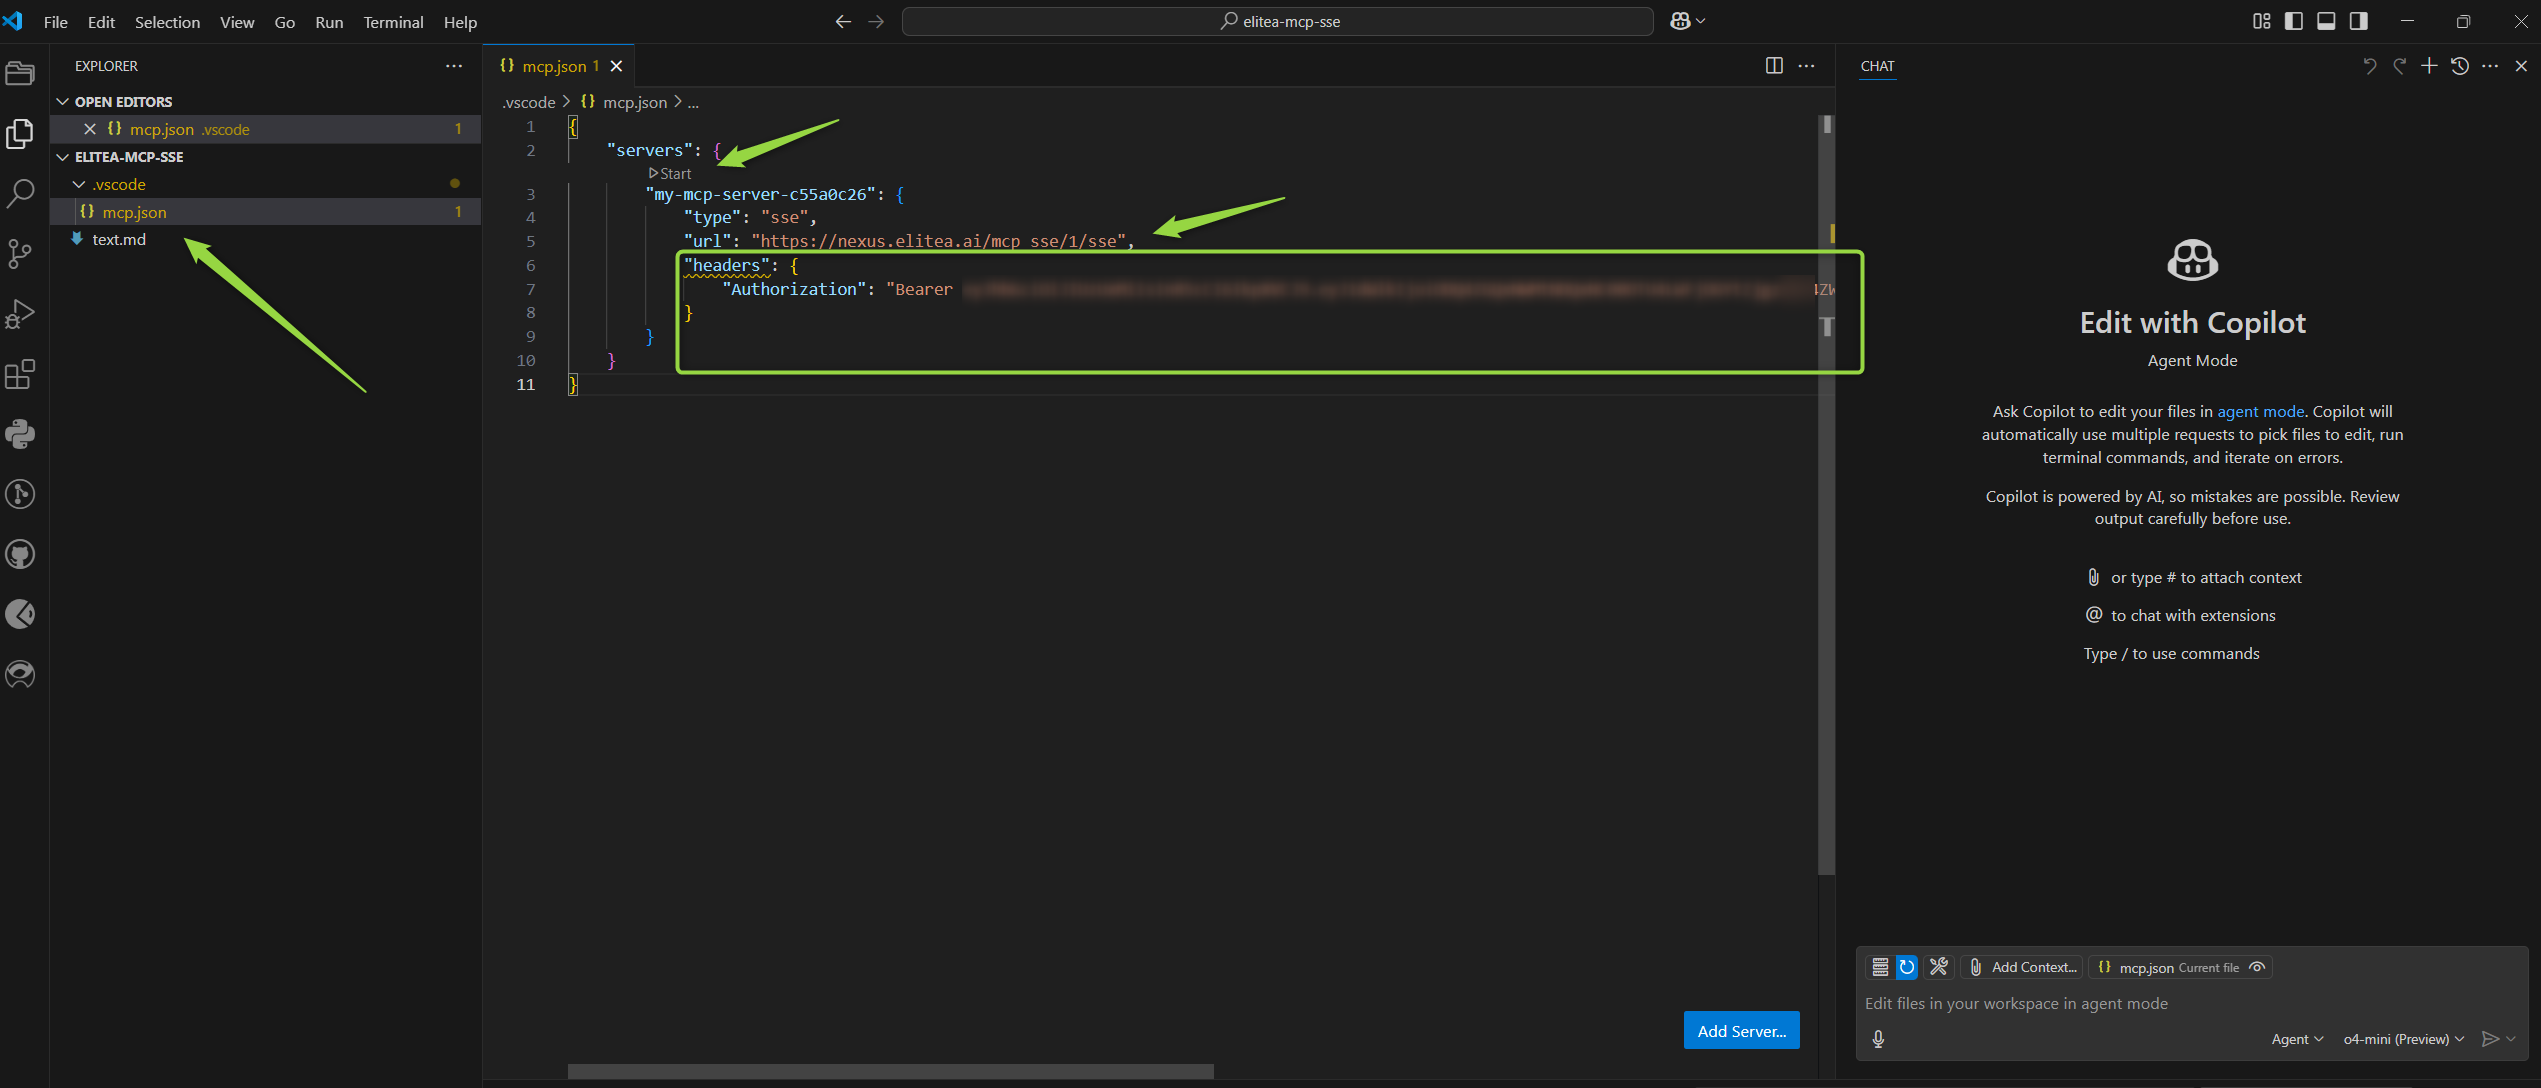 File Edit Selection View Go Run Terminal Help
elitea-mcp-sse
EXPLORER
OPEN EDITORS
mcp.json .vscode 1
ELITEA-MCP-SSE
.vscode
mcp.json 1
text.md
mcp.json 1
.vscode > {} mcp.json > ...
1 {
2 "servers": {
Start
3 "my-mcp-server-c55a0c26": {
4 "type": "sse",
5 "url": "https://nexus.elitea.ai/mcp_sse/1/sse",
6 "headers": {
7 "Authorization": "Bearer
8 }
9 }
10 }
11 }
Add Server...
CHAT
Edit with Copilot
Agent Mode
Ask Copilot to edit your files in agent mode. Copilot will
automatically use multiple requests to pick files to edit, run
terminal commands, and iterate on errors.
Copilot is powered by AI, so mistakes are possible. Review
output carefully before use.
or type # to attach context
@ to chat with extensions
Type / to use commands
Add Context...
{} mcp.json Current file
Edit files in your workspace in agent mode
Agent
o4-mini (Preview)